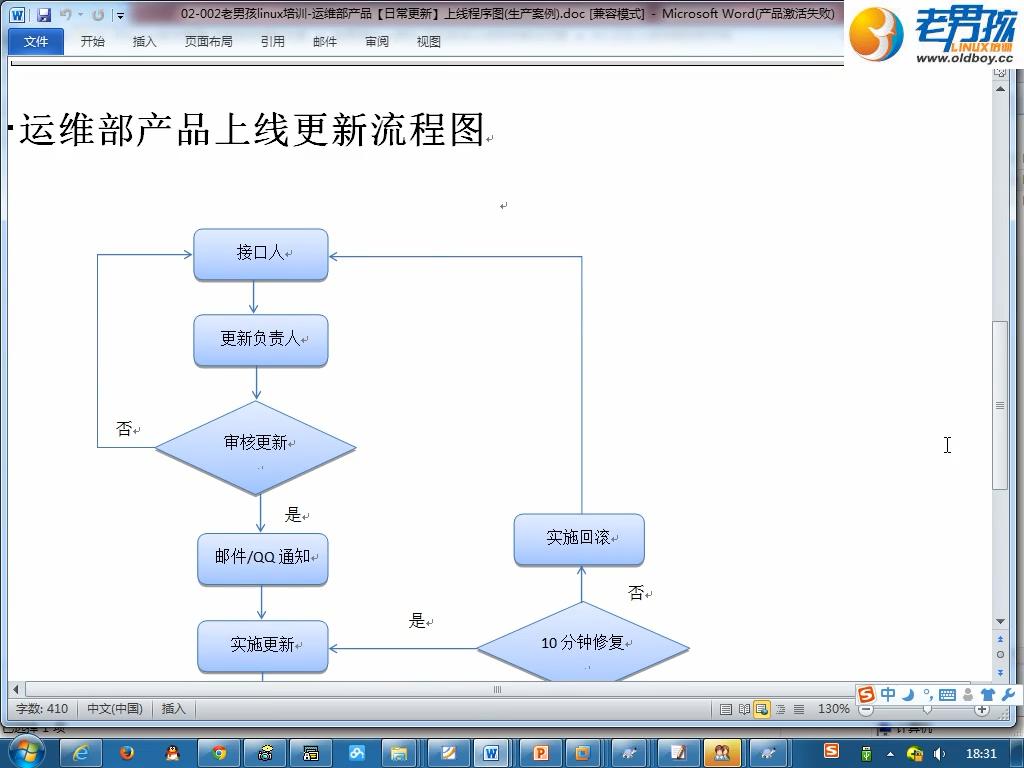 02-002老男孩linux培训-运维部产品【日常更新】上线程序图(生产案例).doc [兼容模式] - Microsoft Word(产品激活失败)
老男孩
LINUX培训
www.oldboy.cc
文件 开始 插入 页面布局 引用 邮件 审阅 视图
运维部产品上线更新流程图
接口人
更新负责人
否
审核更新
是
邮件/QQ 通知
实施回滚
否
是
实施更新
10 分钟修复
中
字数: 410 中文(中国) 插入 130%
18:31